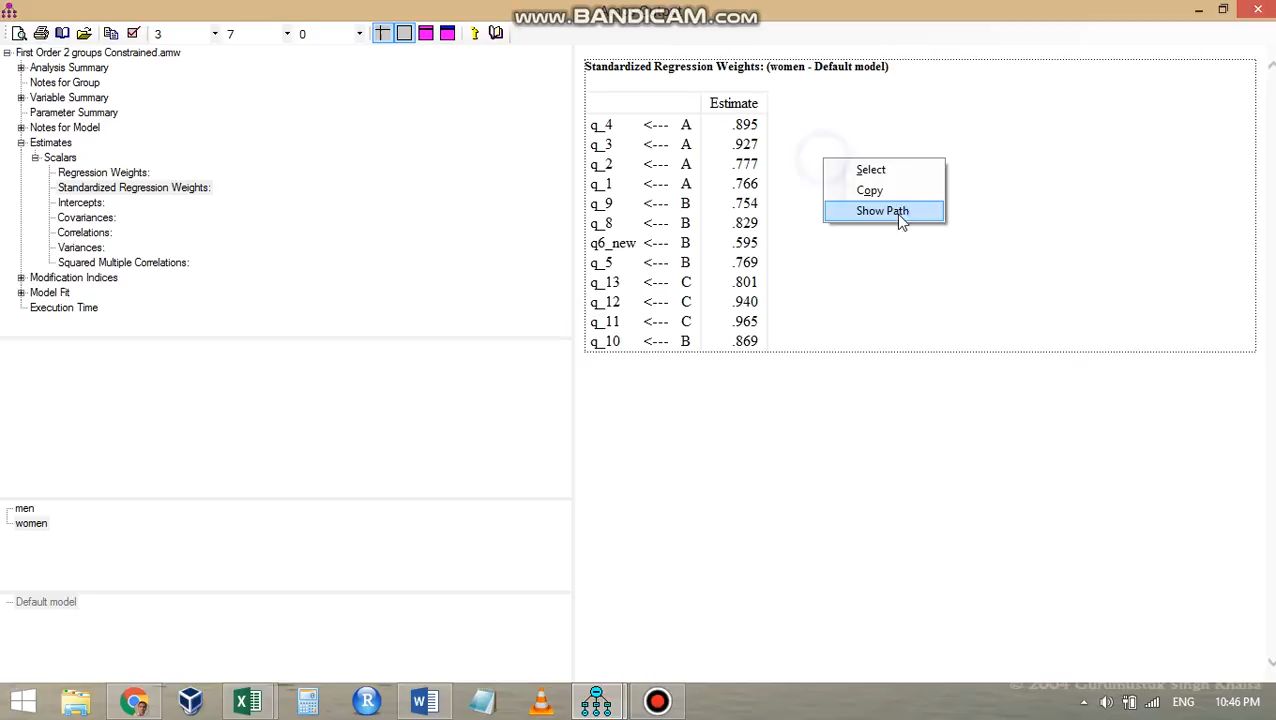 www.BANDICAM.com
3 7 0
First Order 2 groups Constrained.amw
Analysis Summary
Notes for Group
Variable Summary
Parameter Summary
Notes for Model
Estimates
Scalars
Regression Weights:
Standardized Regression Weights:
Intercepts:
Covariances:
Correlations:
Variances:
Squared Multiple Correlations:
Modification Indices
Model Fit
Execution Time
men
women
Default model
Standardized Regression Weights: (women - Default model)
Estimate
q_4 <--- A .895
q_3 <--- A .927
q_2 <--- A .777
q_1 <--- A .766
q_9 <--- B .754
q_8 <--- B .829
q6_new <--- B .595
q_5 <--- B .769
q_13 <--- C .801
q_12 <--- C .940
q_11 <--- C .965
q_10 <--- B .869
Select
Copy
Show Path
© 2004 Gurumustuk Singh Khalsa
ENG 10:46 PM